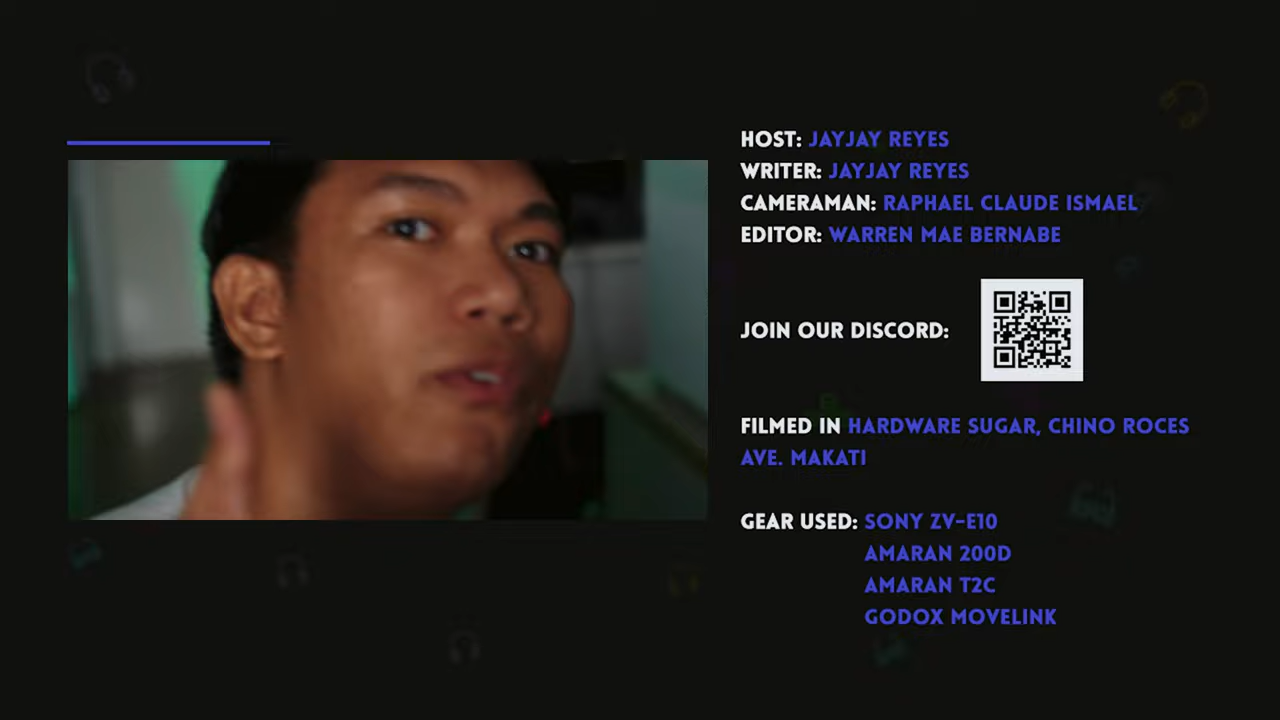 HOST: JAYJAY REYES
WRITER: JAYJAY REYES
CAMERAMAN: RAPHAEL CLAUDE ISMAEL
EDITOR: WARREN MAE BERNABE
JOIN OUR DISCORD:
FILMED IN HARDWARE SUGAR, CHINO ROCES
AVE. MAKATI
GEAR USED: SONY ZV-E10
AMARAN 200D
AMARAN T2C
GODOX MOVELINK